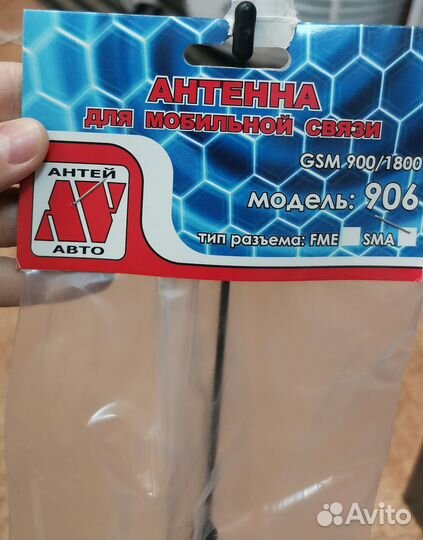 АНТЕННА
ДЛЯ МОБИЛЬНОЙ СВЯЗИ
GSM 900/1800
МОДЕЛЬ: 906
АНТЕЙ
АВТО
ТИП РАЗЪЕМА: FME SMA
Avito